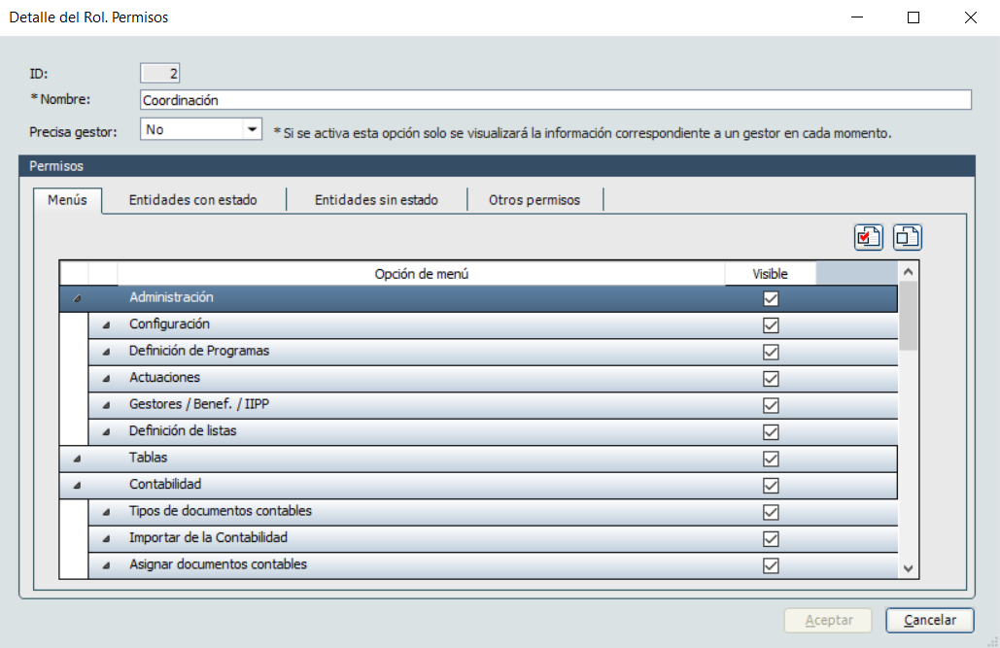 Detalle del Rol. Permisos
ID: 2
* Nombre: Coordinación
Precisa gestor: No * Si se activa esta opción solo se visualizará la información correspondiente a un gestor en cada momento.
Permisos
Menús Entidades con estado Entidades sin estado Otros permisos
Opción de menú Visible
Administración
Configuración
Definición de Programas
Actuaciones
Gestores / Benef. / IIPP
Definición de listas
Tablas
Contabilidad
Tipos de documentos contables
Importar de la Contabilidad
Asignar documentos contables
Aceptar Cancelar